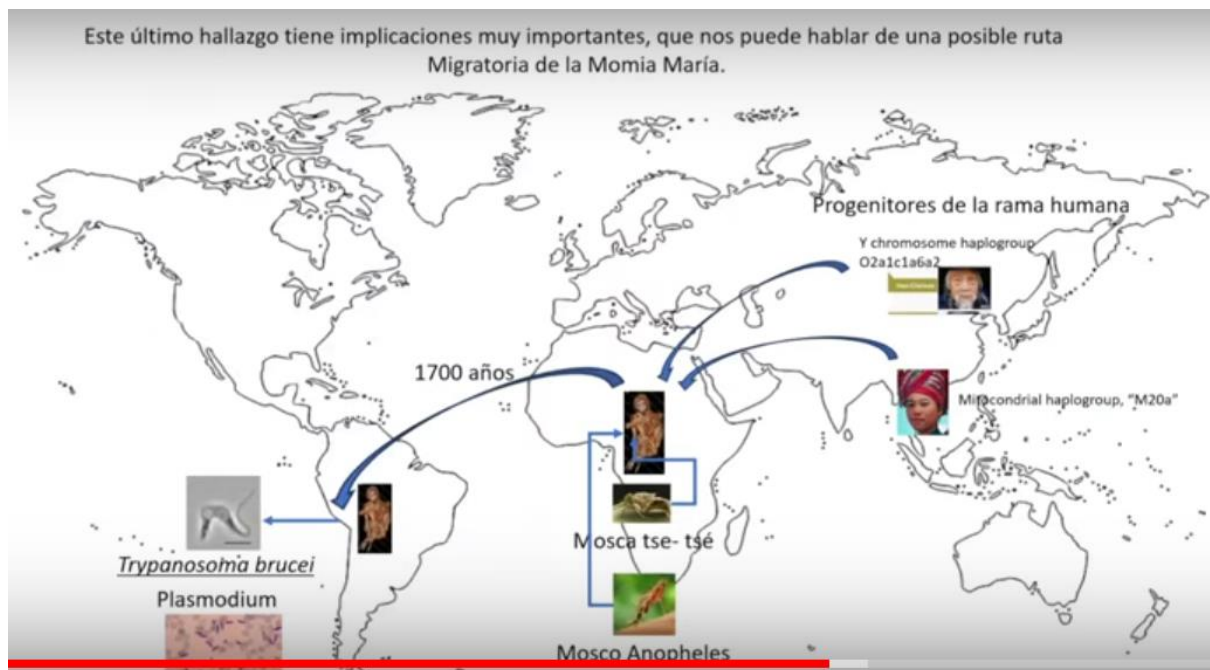 Este último hallazgo tiene implicaciones muy importantes, que nos puede hablar de una posible ruta
Migratoria de la Momia María.
Progenitores de la rama humana
Y chromosome haplogroup
O2a1c1a6a2
1700 años
Mitocondrial haplogroup, "M20a"
Mosca tse- tsé
Trypanosoma brucei
Plasmodium
Mosco Anopheles